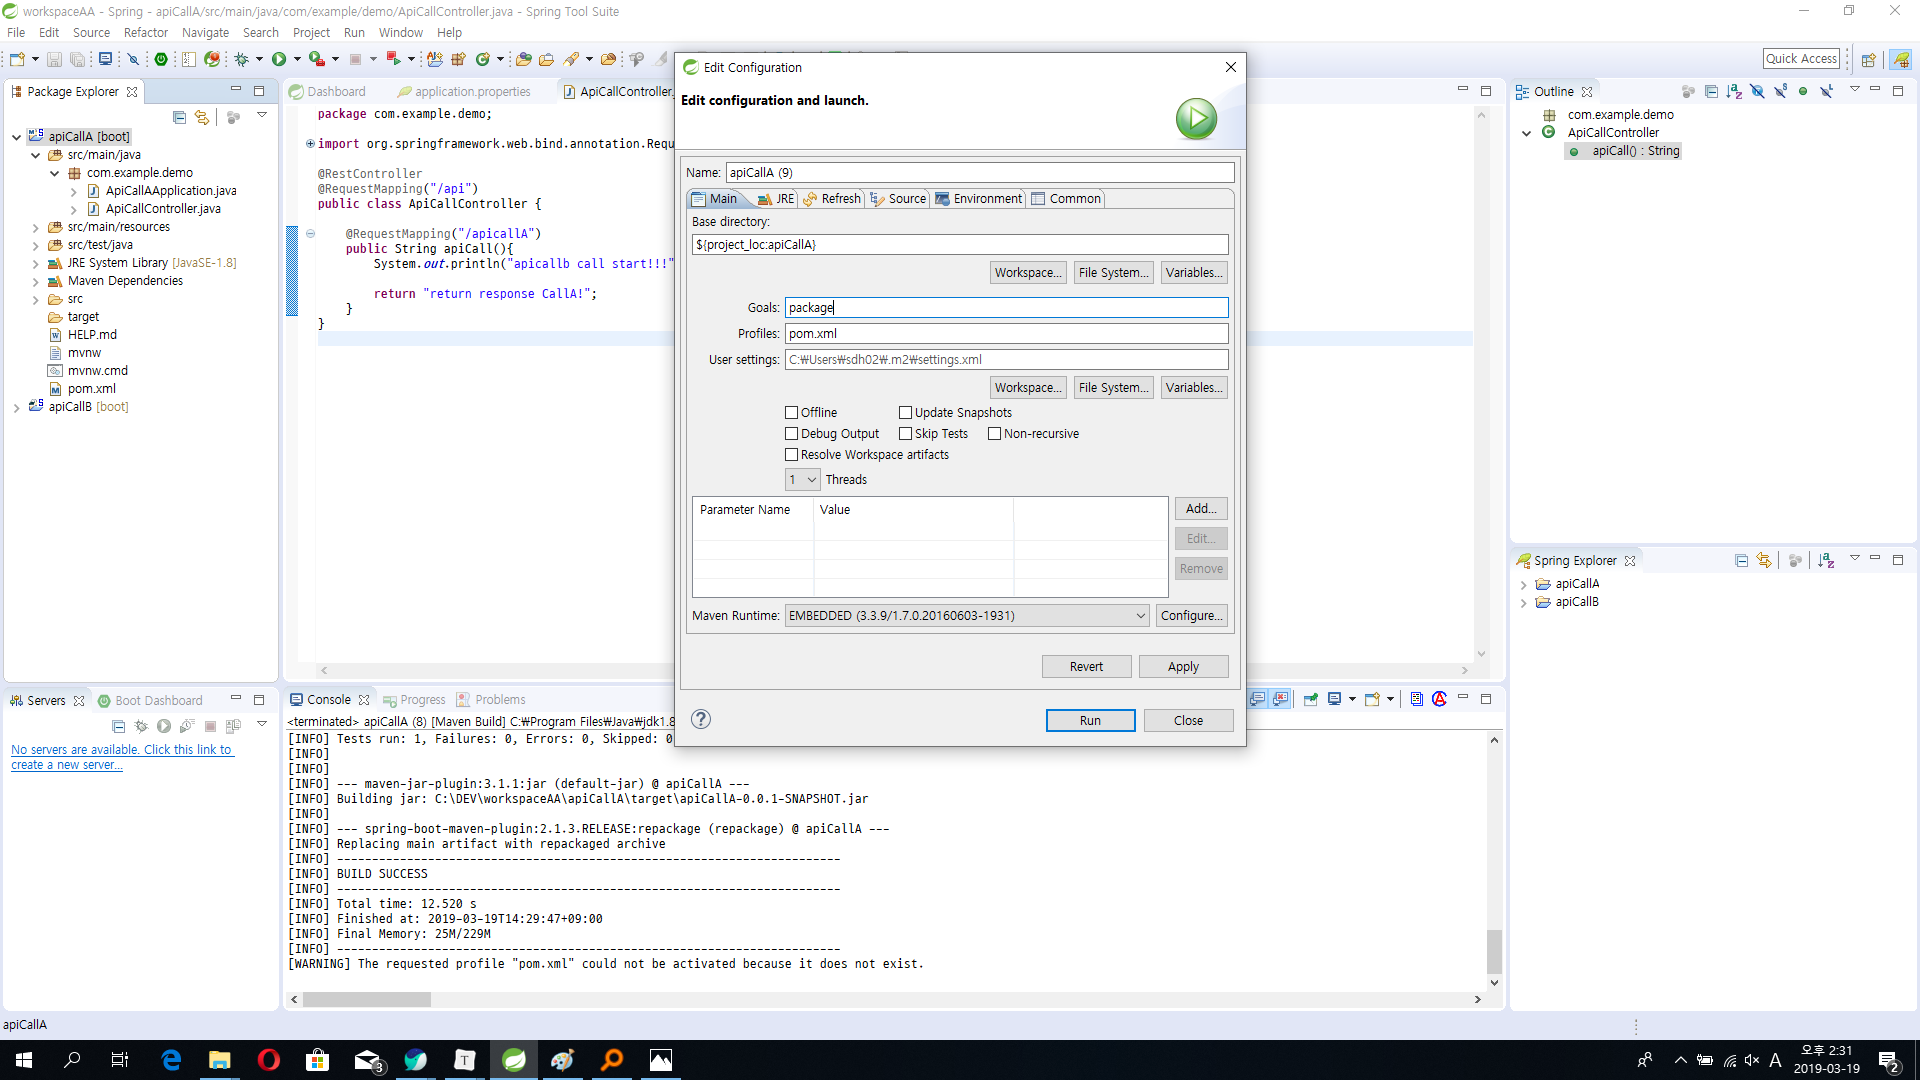 workspaceAA - Spring - apiCallA/src/main/java/com/example/demo/ApiCallController.java - Spring Tool Suite
File Edit Source Refactor Navigate Search Project Run Window Help
Quick Access
Package Explorer
apiCallA [boot]
src/main/java
com.example.demo
ApiCallAApplication.java
ApiCallController.java
src/main/resources
src/test/java
JRE System Library [JavaSE-1.8]
Maven Dependencies
src
target
HELP.md
mvnw
mvnw.cmd
pom.xml
apiCallB [boot]
Dashboard
application.properties
ApiCallController.
package com.example.demo;
import org.springframework.web.bind.annotation.Requ
@RestController
@RequestMapping("/api")
public class ApiCallController {
@RequestMapping("/apicallA")
public String apiCall(){
System.out.println("apicallb call start!!!"
return "return response CallA!";
}
}
Edit Configuration
Edit configuration and launch.
Name: apiCallA (9)
Main JRE Refresh Source Environment Common
Base directory:
${project_loc:apiCallA}
Workspace... File System... Variables...
Goals: package
Profiles: pom.xml
User settings: C:₩Users₩sdh02₩.m2₩settings.xml
Workspace... File System... Variables...
Offline Update Snapshots
Debug Output Skip Tests Non-recursive
Resolve Workspace artifacts
1 Threads
Parameter Name Value
Add...
Edit...
Remove
Maven Runtime: EMBEDDED (3.3.9/1.7.0.20160603-1931) Configure...
Revert Apply
Run Close
Outline
com.example.demo
ApiCallController
apiCall() : String
Spring Explorer
apiCallA
apiCallB
Servers
Boot Dashboard
No servers are available. Click this link to
create a new server...
Console
Progress
Problems
<terminated> apiCallA (8) [Maven Build] C:₩Program Files₩Java₩jdk1.8
[INFO] Tests run: 1, Failures: 0, Errors: 0, Skipped: 0
[INFO]
[INFO]
[INFO] --- maven-jar-plugin:3.1.1:jar (default-jar) @ apiCallA ---
[INFO] Building jar: C:\DEV\workspaceAA\apiCallA\target\apiCallA-0.0.1-SNAPSHOT.jar
[INFO]
[INFO] --- spring-boot-maven-plugin:2.1.3.RELEASE:repackage (repackage) @ apiCallA ---
[INFO] Replacing main artifact with repackaged archive
[INFO] ------------------------------------------------------------------------
[INFO] BUILD SUCCESS
[INFO] ------------------------------------------------------------------------
[INFO] Total time: 12.520 s
[INFO] Finished at: 2019-03-19T14:29:47+09:00
[INFO] Final Memory: 25M/229M
[INFO] ------------------------------------------------------------------------
[WARNING] The requested profile "pom.xml" could not be activated because it does not exist.
apiCallA
3
T
A
오후 2:31
2019-03-19
2